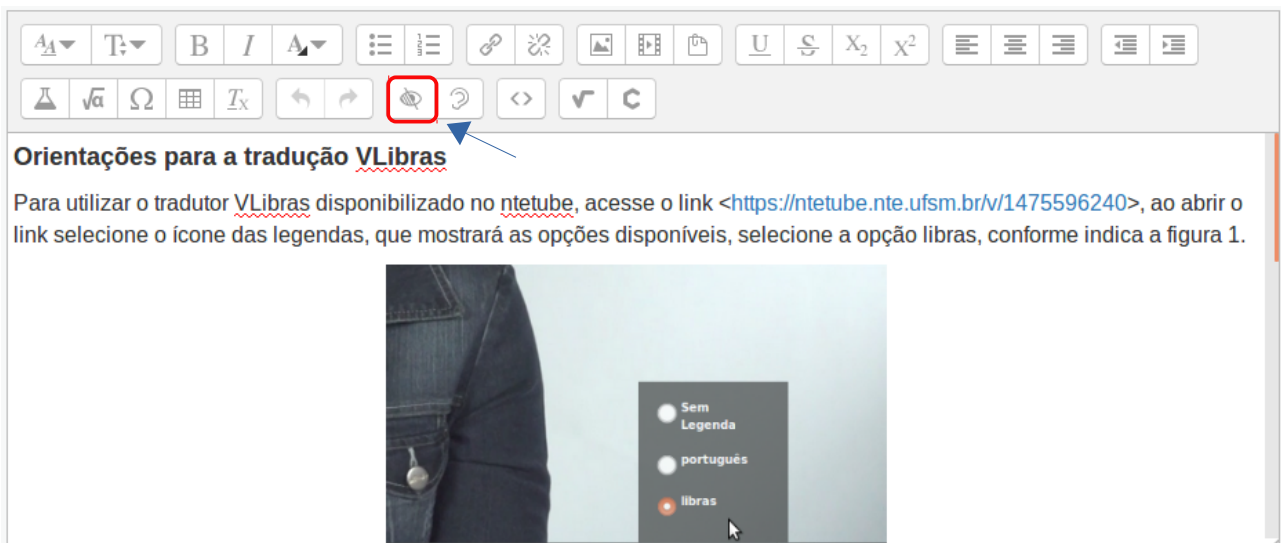 Orientações para a tradução VLibras
Para utilizar o tradutor VLibras disponibilizado no ntetube, acesse o link <https://ntetube.nte.ufsm.br/v/1475596240>, ao abrir o
link selecione o ícone das legendas, que mostrará as opções disponíveis, selecione a opção libras, conforme indica a figura 1.
Sem
Legenda
português
libras